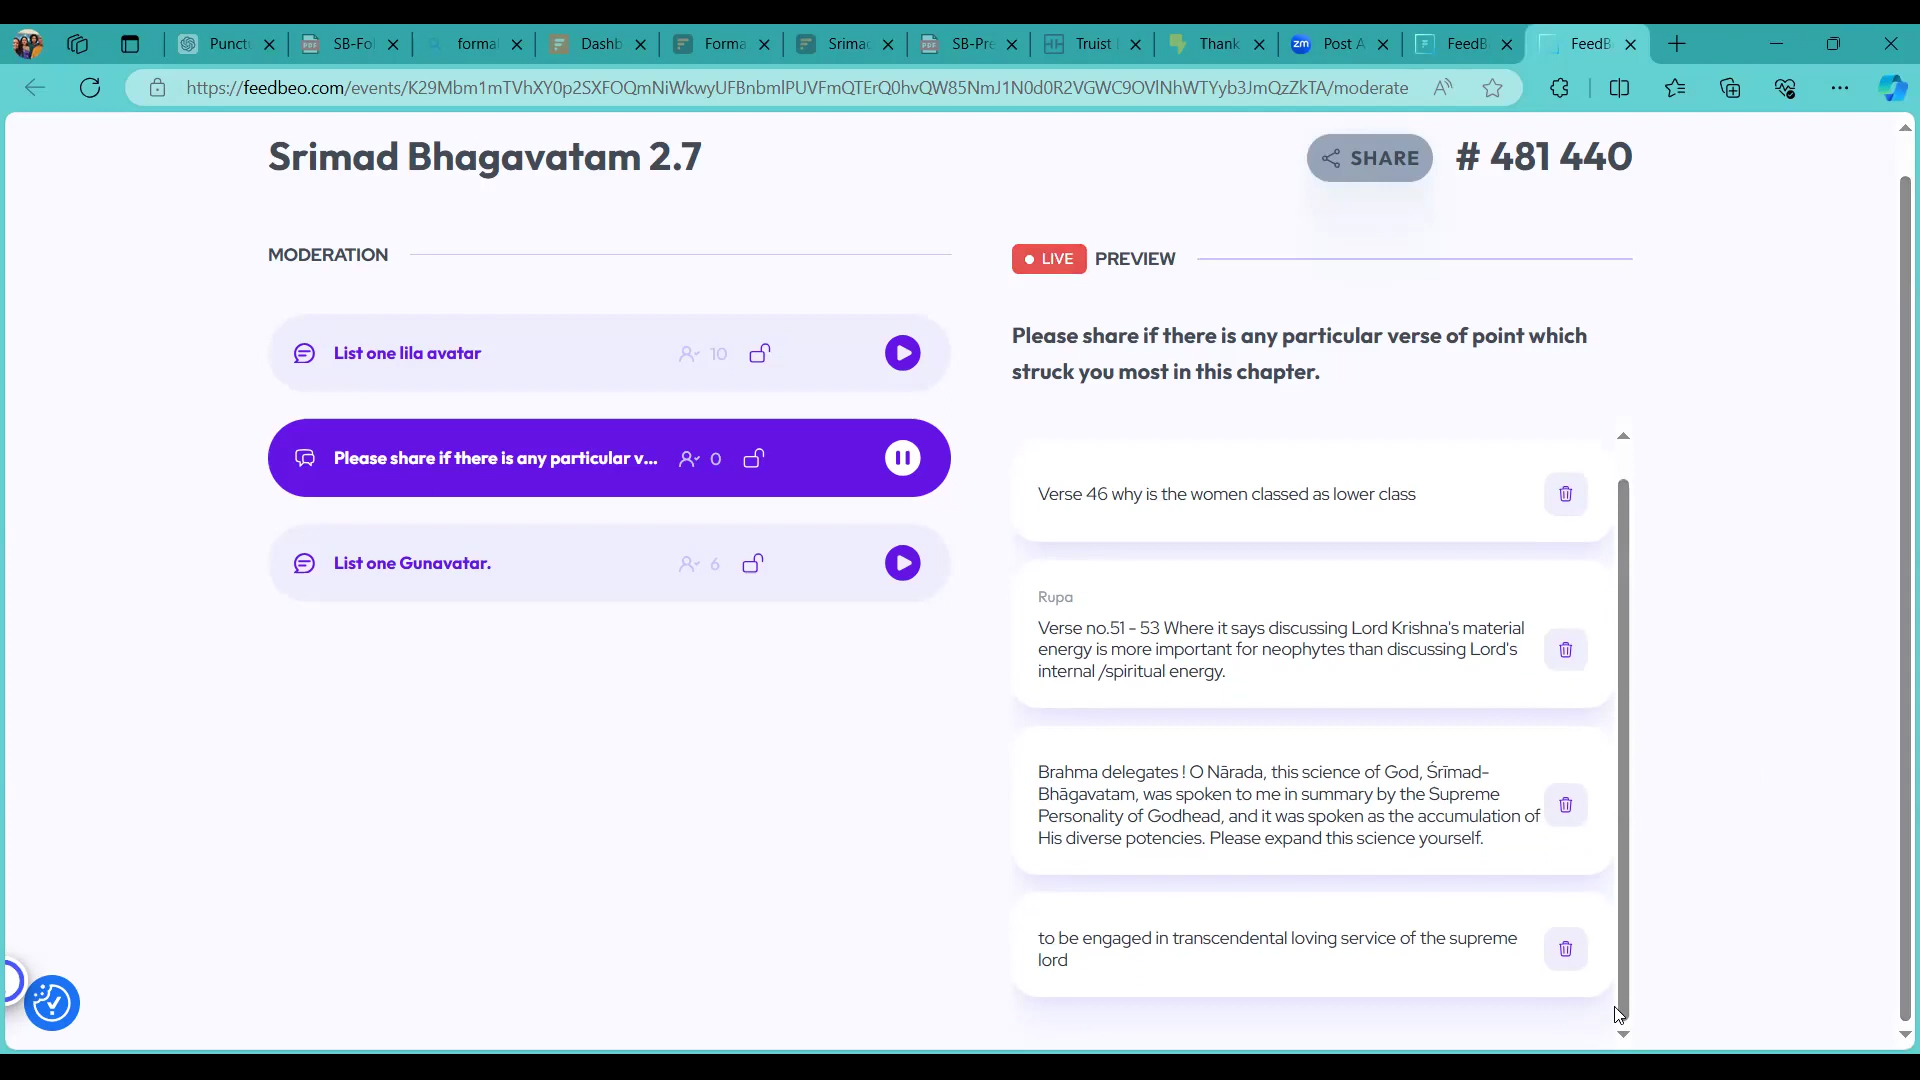 Punct
SB-Fo
formal
Dashb
Forma
Srimac
SB-Pre
Truist
Thank
zm
Post A
FeedB
FeedB
https://feedbeo.com/events/K29Mbm1mTVhXY0p2SXFOQmNiWkwyUFBnbmlPUVFmQTErQ0hvQW85NmJ1N0d0R2VGWC9OVlNhWTYyb3JmQzZkTA/moderate
Srimad Bhagavatam 2.7
SHARE
# 481 440
MODERATION
LIVE
PREVIEW
List one lila avatar
10
Please share if there is any particular v...
0
List one Gunavatar.
6
Please share if there is any particular verse of point which
struck you most in this chapter.
Verse 46 why is the women classed as lower class
Rupa
Verse no.51 - 53 Where it says discussing Lord Krishna's material
energy is more important for neophytes than discussing Lord's
internal /spiritual energy.
Brahma delegates ! O Nārada, this science of God, Śrīmad-
Bhāgavatam, was spoken to me in summary by the Supreme
Personality of Godhead, and it was spoken as the accumulation of
His diverse potencies. Please expand this science yourself.
to be engaged in transcendental loving service of the supreme
lord